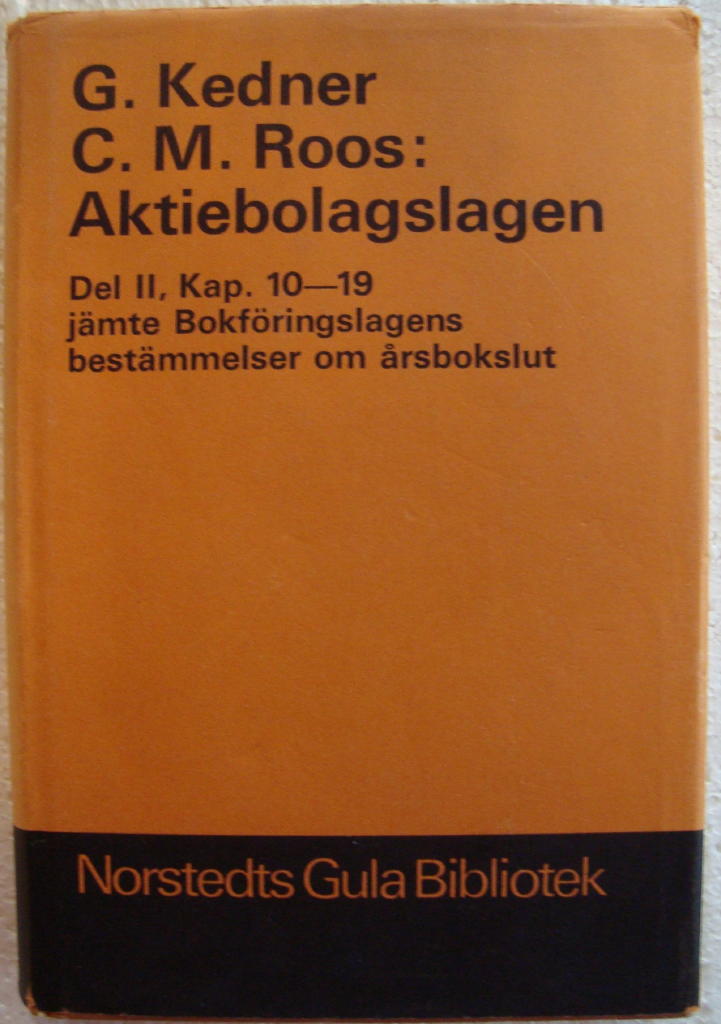 G. Kedner
C. M. Roos:
Aktiebolagslagen
Del II, Kap. 10—19
jämte Bokföringslagens
bestämmelser om årsbokslut
Norstedts Gula Bibliotek